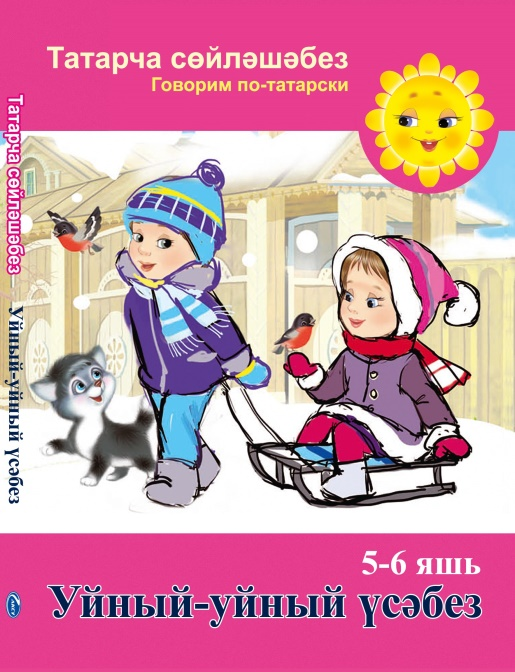 Татарча сөйләшәбез
Говорим по-татарски
Татарча сөйләшәбез Уйный-уйный үсәбез
5-6 яшь
Уйный-уйный үсәбез